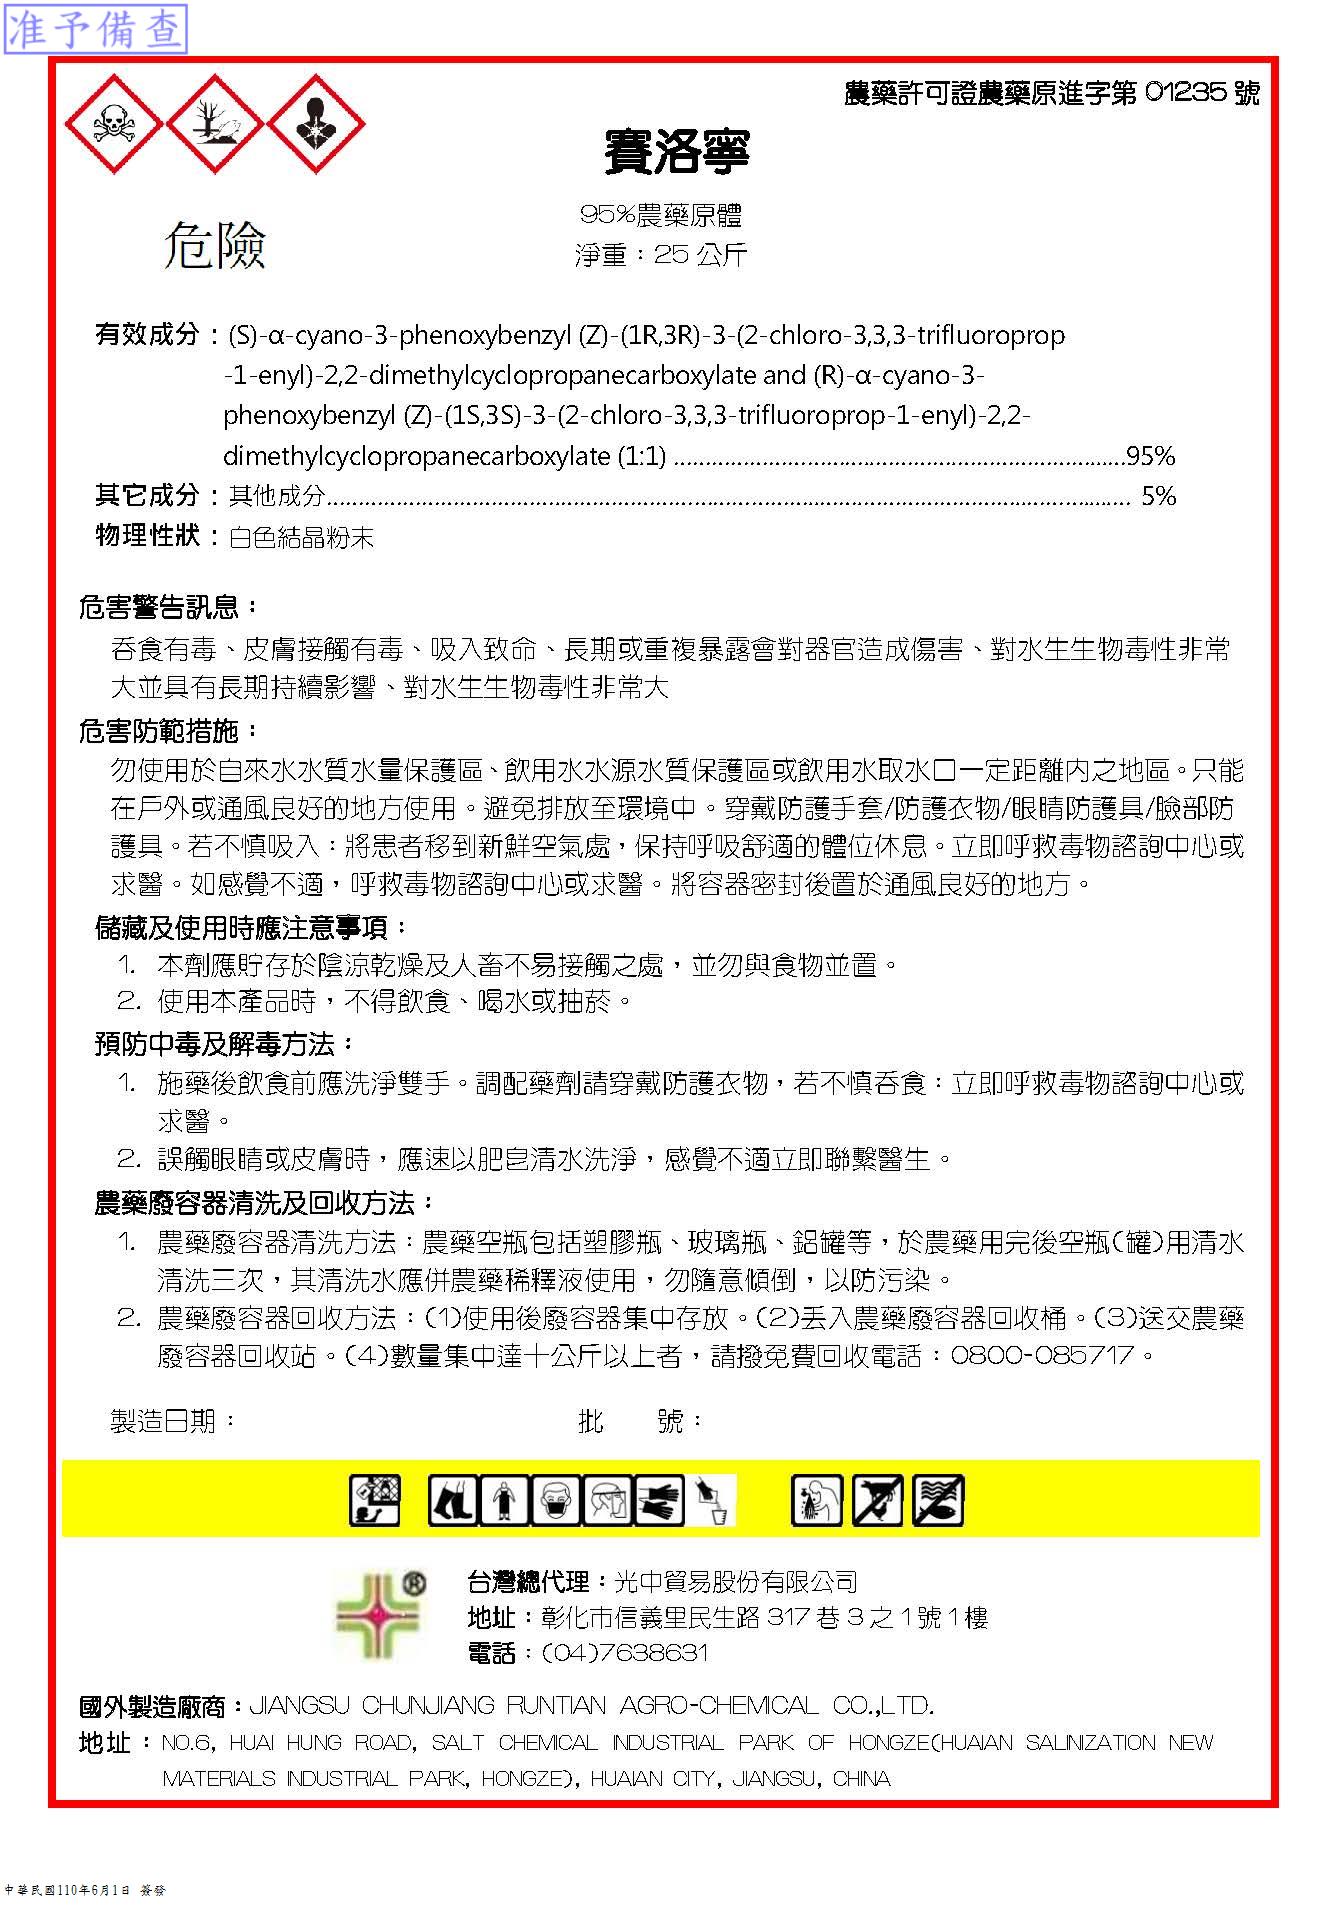 准予備查
農藥許可證農藥原進字第 01235 號
賽洛寧
95%農藥原體
危險
淨重：25 公斤
有效成分：(S)-α-cyano-3-phenoxybenzyl (Z)-(1R,3R)-3-(2-chloro-3,3,3-trifluoroprop
-1-enyl)-2,2-dimethylcyclopropanecarboxylate and (R)-α-cyano-3-
phenoxybenzyl (Z)-(1S,3S)-3-(2-chloro-3,3,3-trifluoroprop-1-enyl)-2,2-
dimethylcyclopropanecarboxylate (1:1) ........................................................................95%
其它成分：其他成分................................................................................................................................ 5%
物理性狀：白色結晶粉末
危害警告訊息：
吞食有毒、皮膚接觸有毒、吸入致命、長期或重複暴露會對器官造成傷害、對水生生物毒性非常
大並具有長期持續影響、對水生生物毒性非常大
危害防範措施：
勿使用於自來水水質水量保護區、飲用水水源水質保護區或飲用水取水口一定距離內之地區。只能
在戶外或通風良好的地方使用。避免排放至環境中。穿戴防護手套/防護衣物/眼睛防護具/臉部防
護具。若不慎吸入：將患者移到新鮮空氣處，保持呼吸舒適的體位休息。立即呼救毒物諮詢中心或
求醫。如感覺不適，呼救毒物諮詢中心或求醫。將容器密封後置於通風良好的地方。
儲藏及使用時應注意事項：
1. 本劑應貯存於陰涼乾燥及人畜不易接觸之處，並勿與食物並置。
2. 使用本產品時，不得飲食、喝水或抽菸。
預防中毒及解毒方法：
1. 施藥後飲食前應洗淨雙手。調配藥劑請穿戴防護衣物，若不慎吞食：立即呼救毒物諮詢中心或
求醫。
2. 誤觸眼睛或皮膚時，應速以肥皂清水洗淨，感覺不適立即聯繫醫生。
農藥廢容器清洗及回收方法：
1. 農藥廢容器清洗方法：農藥空瓶包括塑膠瓶、玻璃瓶、鋁罐等，於農藥用完後空瓶(罐)用清水
清洗三次，其清洗水應併農藥稀釋液使用，勿隨意傾倒，以防污染。
2. 農藥廢容器回收方法：(1)使用後廢容器集中存放。(2)丟入農藥廢容器回收桶。(3)送交農藥
廢容器回收站。(4)數量集中達十公斤以上者，請撥免費回收電話：0800-085717。
製造日期： 批 號：
®
台灣總代理：光中貿易股份有限公司
地址：彰化市信義里民生路 317 巷 3 之 1 號 1 樓
電話：(04)7638631
國外製造廠商：JIANGSU CHUNJIANG RUNTIAN AGRO-CHEMICAL CO.,LTD.
地址：NO.6, HUAI HUNG ROAD, SALT CHEMICAL INDUSTRIAL PARK OF HONGZE(HUAIAN SALINIZATION NEW
MATERIALS INDUSTRIAL PARK, HONGZE), HUAIAN CITY, JIANGSU, CHINA
中華民國110年6月1日 簽發